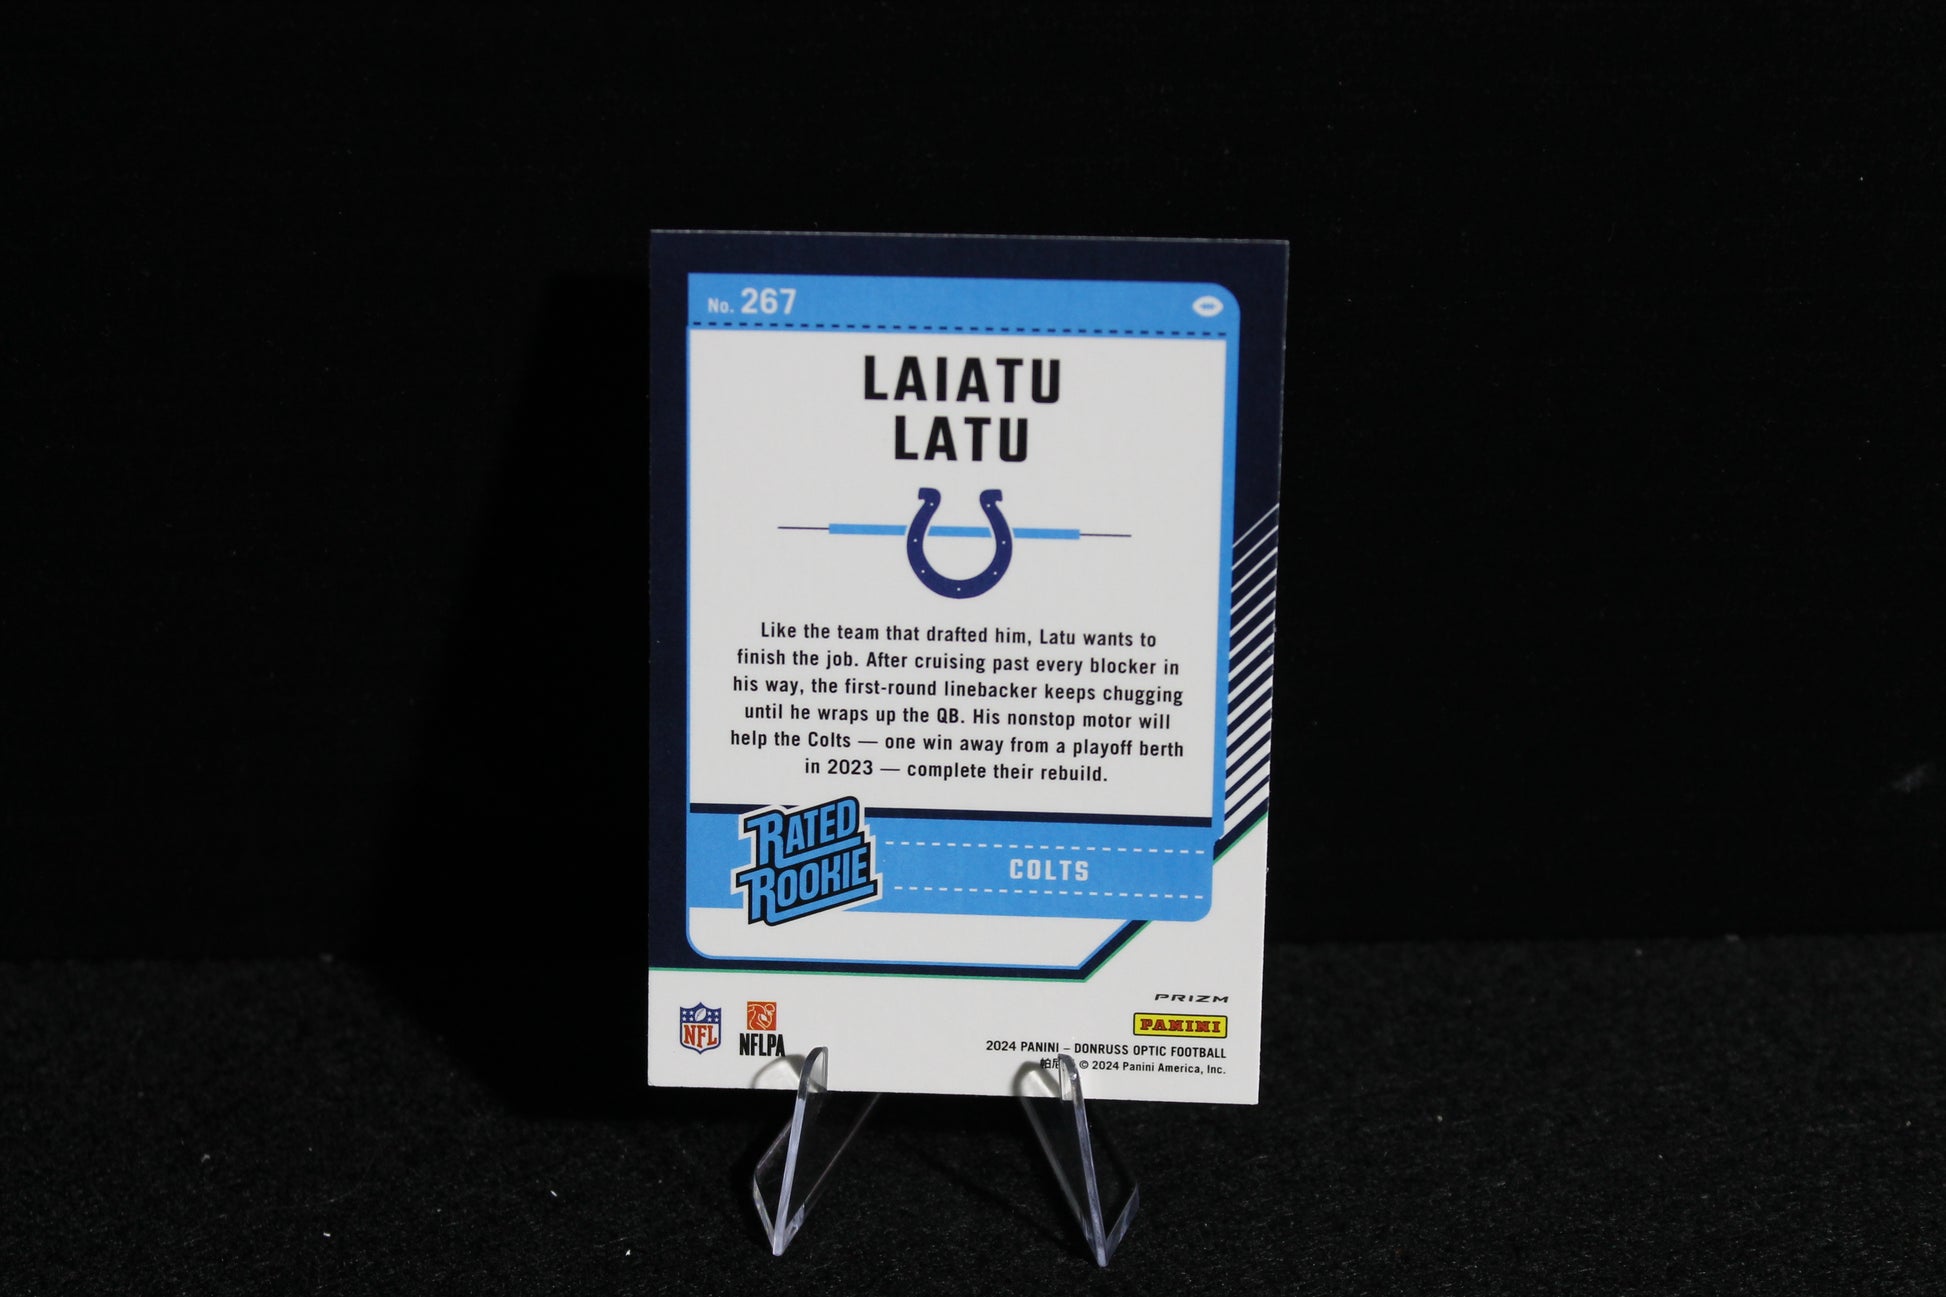 No. 267
LAIATU
LATU
Like the team that drafted him, Latu wants to
finish the job. After cruising past every blocker in
his way, the first-round linebacker keeps chugging
until he wraps up the QB. His nonstop motor will
help the Colts — one win away from a playoff berth
in 2023 — complete their rebuild.
RATED
ROOKIE
COLTS
PRIZM
PANINI
NFL
NFLPA
2024 PANINI – DONRUSS OPTIC FOOTBALL
© 2024 Panini America, Inc.